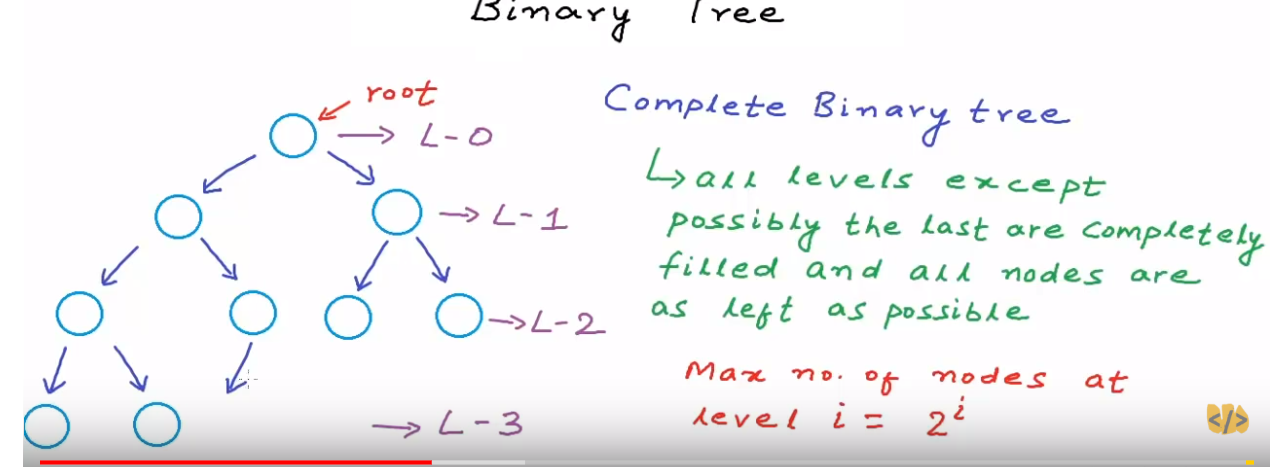 Binary Tree
root
L-0
L-1
L-2
L-3
Complete Binary tree
all levels except
possibly the last are completely
filled and all nodes are
as left as possible
Max no. of nodes at
level i = 2^i
</>